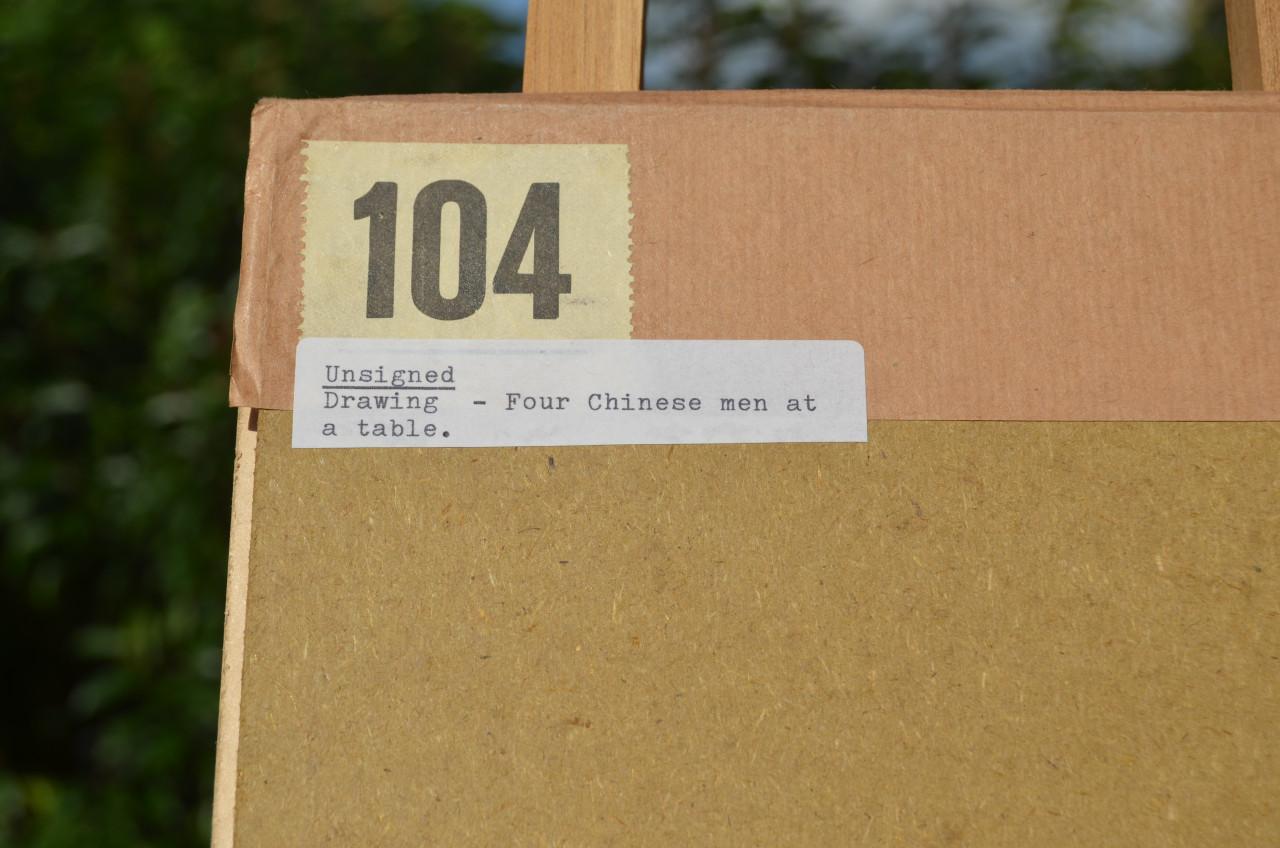 104
Unsigned
Drawing - Four Chinese men at
a table.